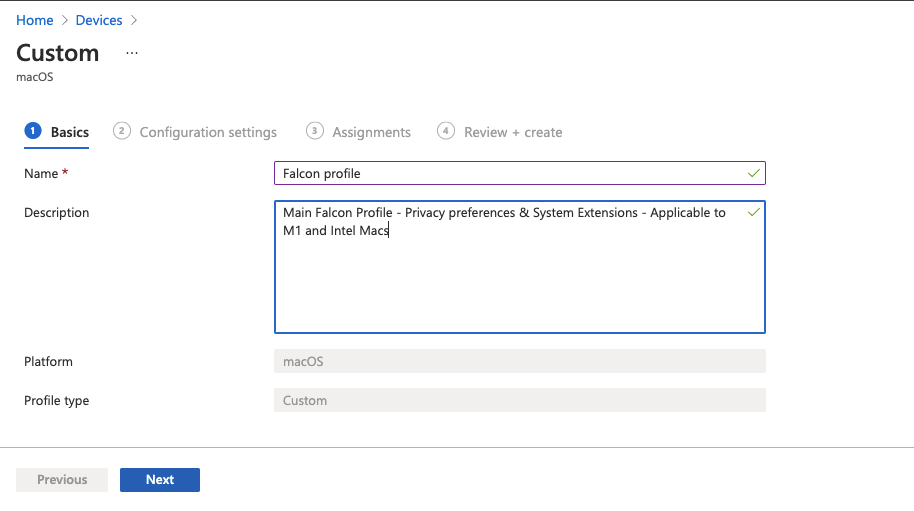 Home > Devices >
Custom ...
macOS
1 Basics 2 Configuration settings 3 Assignments 4 Review + create
Name * Falcon profile
Description Main Falcon Profile - Privacy preferences & System Extensions - Applicable to
M1 and Intel Macs
Platform macOS
Profile type Custom
Previous Next